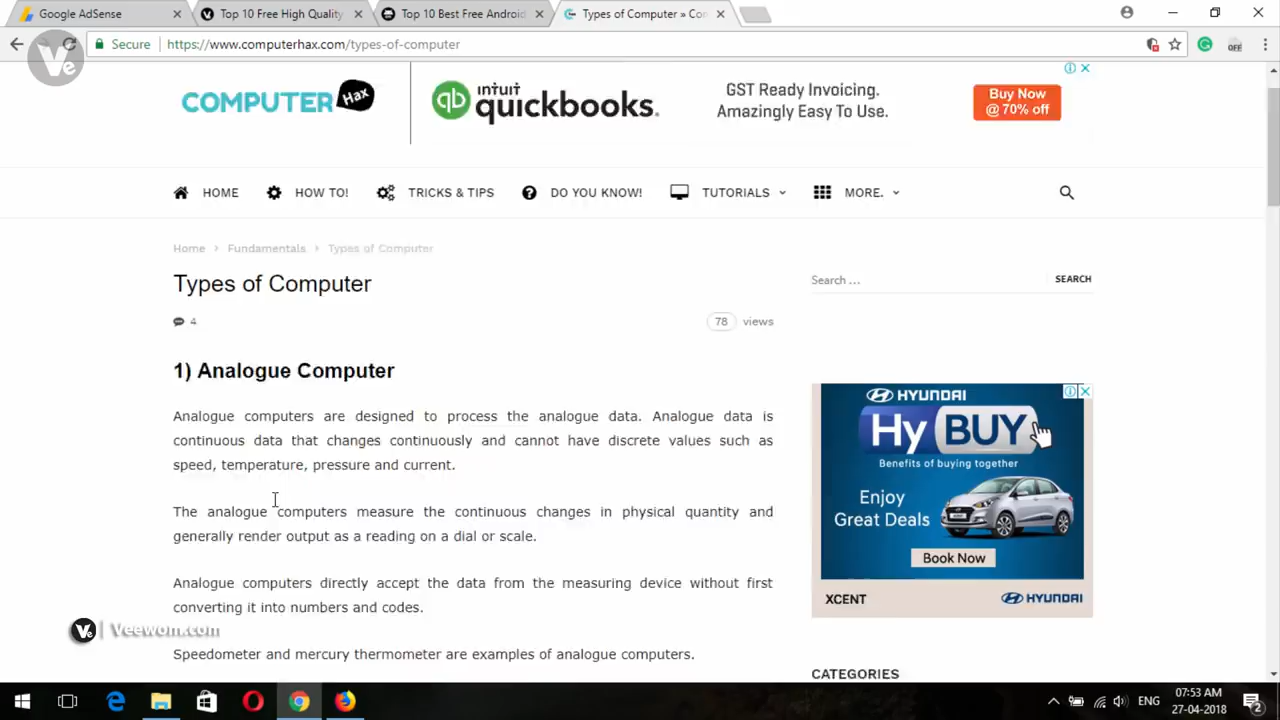 Google AdSense
Top 10 Free High Quality
Top 10 Best Free Android
Types of Computer » Con
Ve
Secure
https://www.computerhax.com/types-of-computer
OFF
COMPUTER Hax
qb intuit quickbooks.
GST Ready Invoicing.
Amazingly Easy To Use.
Buy Now
@ 70% off
HOME
HOW TO!
TRICKS & TIPS
DO YOU KNOW!
TUTORIALS
MORE.
Home > Fundamentals > Types of Computer
Types of Computer
Search ...
SEARCH
4
78 views
1) Analogue Computer
Analogue computers are designed to process the analogue data. Analogue data is
continuous data that changes continuously and cannot have discrete values such as
speed, temperature, pressure and current.
The analogue computers measure the continuous changes in physical quantity and
generally render output as a reading on a dial or scale.
Analogue computers directly accept the data from the measuring device without first
converting it into numbers and codes.
Speedometer and mercury thermometer are examples of analogue computers.
HYUNDAI
Hy BUY
Benefits of buying together
Enjoy
Great Deals
Book Now
XCENT
HYUNDAI
CATEGORIES
Ve | Veewom.com
ENG
07:53 AM
27-04-2018
2